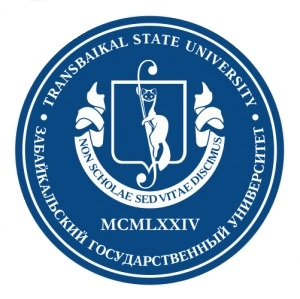 TRANSBAIKAL STATE UNIVERSITY
NON SCHOLAE SED VITAE DISCIMUS
MCMLXXIV
ЗАБАЙКАЛЬСКИЙ ГОСУДАРСТВЕННЫЙ УНИВЕРСИТЕТ